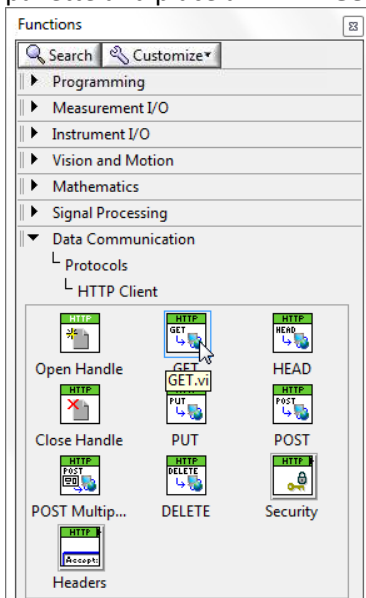 Functions
Search Customize
Programming
Measurement I/O
Instrument I/O
Vision and Motion
Mathematics
Signal Processing
Data Communication
Protocols
HTTP Client
HTTP HTTP HTTP
GET HEAD
Open Handle GET HEAD
GET.vi
HTTP HTTP HTTP
PUT POST
Close Handle PUT POST
HTTP HTTP HTTP
POST DELETE
POST Multip... DELETE Security
HTTP
Accept:
Headers